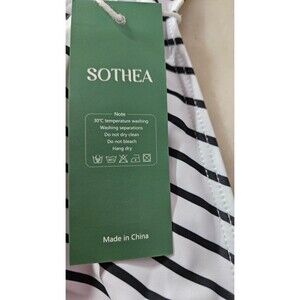 SOTHEA
Note
30℃ temperature washing
Washing separations
Do not dry clean
Do not bleach
Hang dry
Made in China